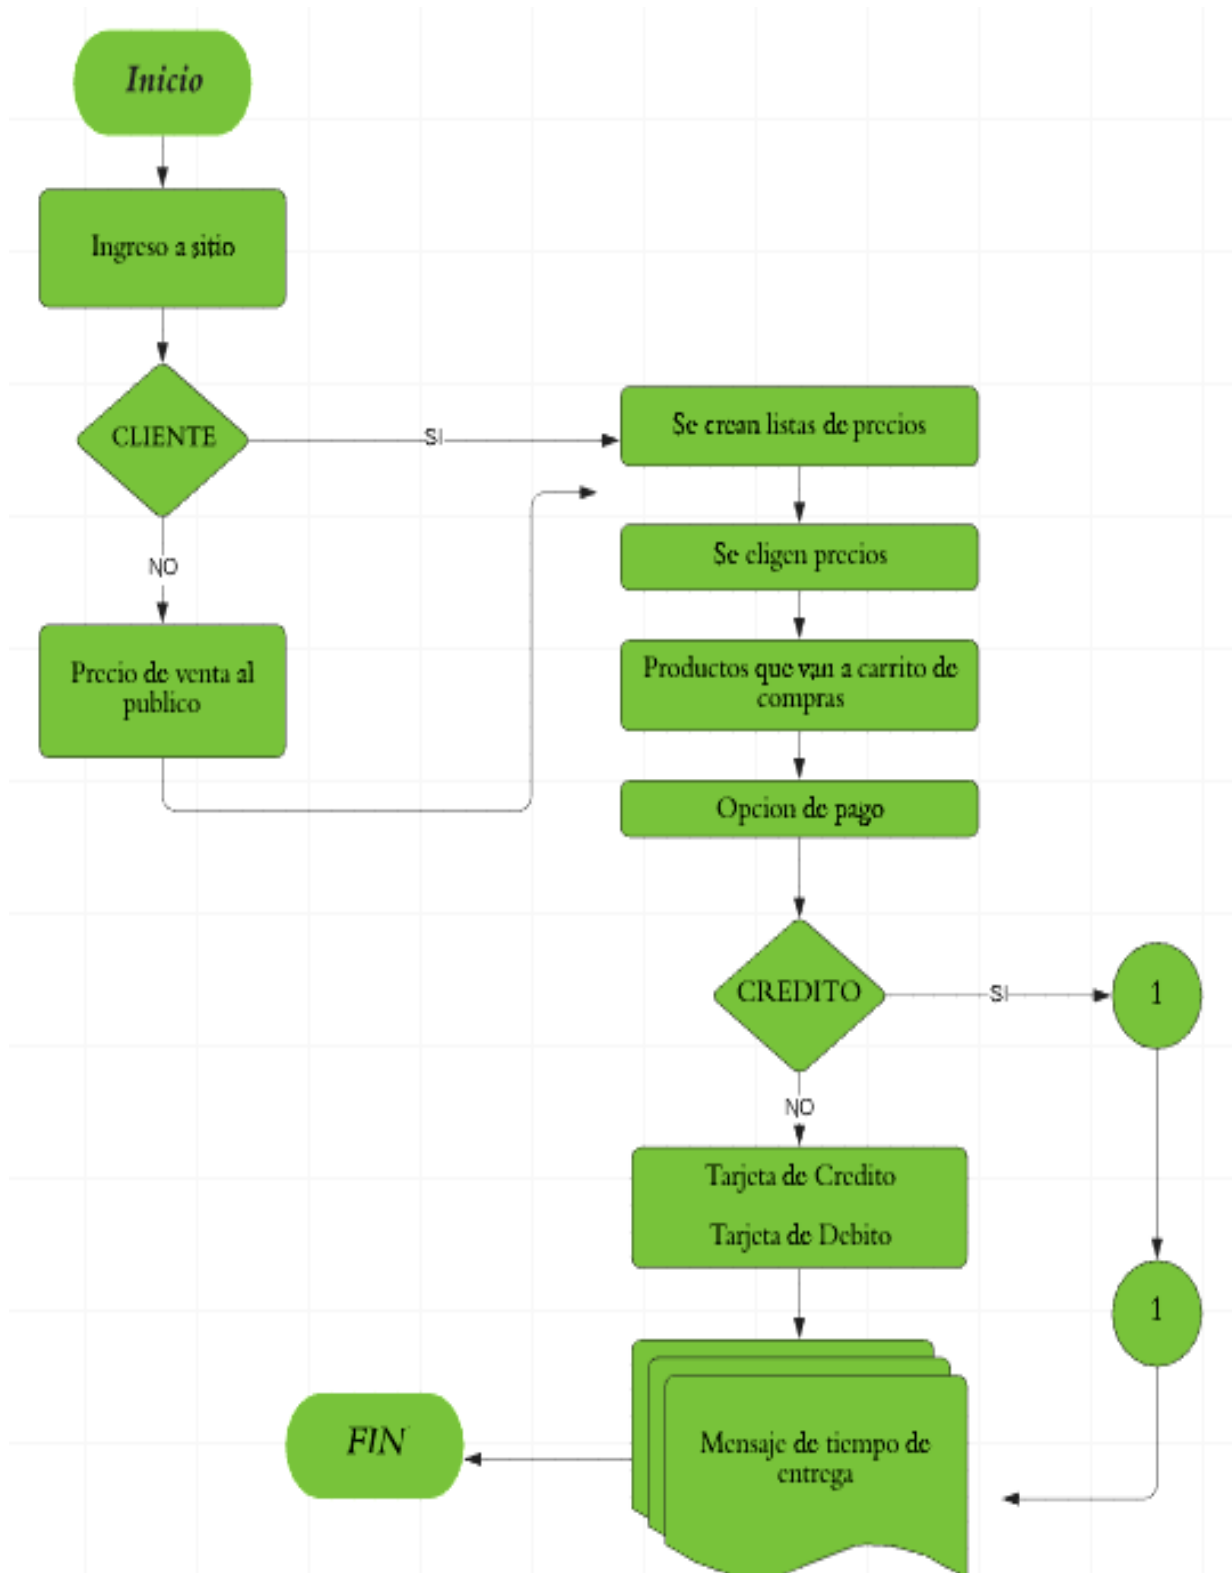 Inicio
Ingreso a sitio
CLIENTE
SI
NO
Precio de venta al
publico
Se crean listas de precios
Se eligen precios
Productos que van a carrito de
compras
Opcion de pago
CREDITO
SI
1
NO
Tarjeta de Credito
Tarjeta de Debito
1
Mensaje de tiempo de
entrega
FIN